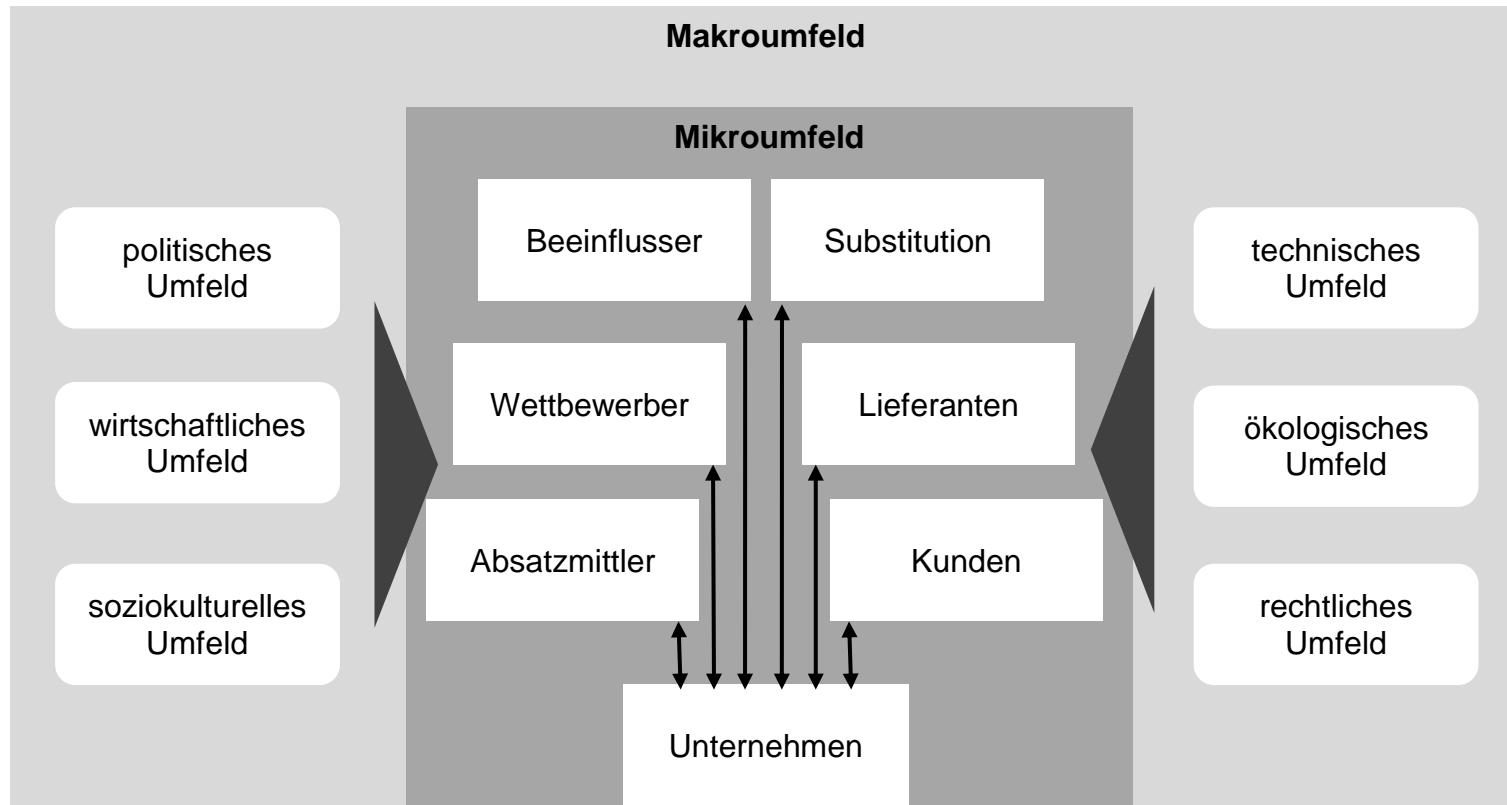 Makroumfeld
Mikroumfeld
politisches
Umfeld
wirtschaftliches
Umfeld
soziokulturelles
Umfeld
Beeinflusser
Substitution
Wettbewerber
Lieferanten
Absatzmittler
Kunden
Unternehmen
technisches
Umfeld
ökologisches
Umfeld
rechtliches
Umfeld